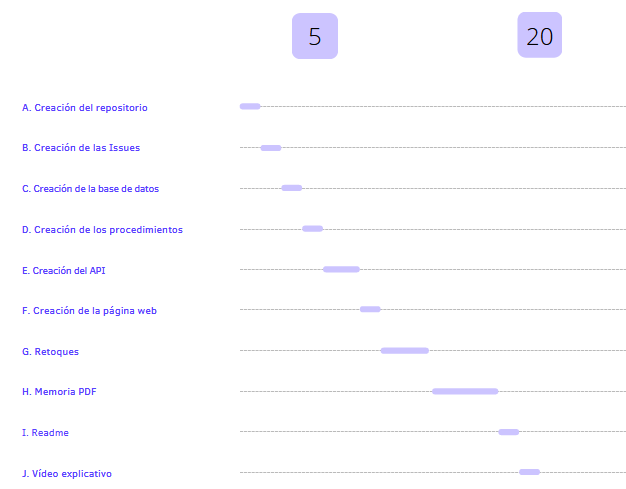 5
20
A. Creación del repositorio
B. Creación de las Issues
C. Creación de la base de datos
D. Creación de los procedimientos
E. Creación del API
F. Creación de la página web
G. Retoques
H. Memoria PDF
I. Readme
J. Vídeo explicativo